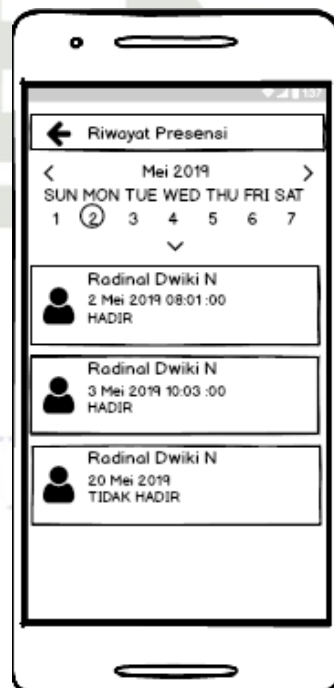 1:37
Riwayat Presensi
< Mei 2019 >
SUN MON TUE WED THU FRI SAT
1 2 3 4 5 6 7
Radinal Dwiki N
2 Mei 2019 08:01 :00
HADIR
Radinal Dwiki N
3 Mei 2019 10:03 :00
HADIR
Radinal Dwiki N
20 Mei 2019
TIDAK HADIR